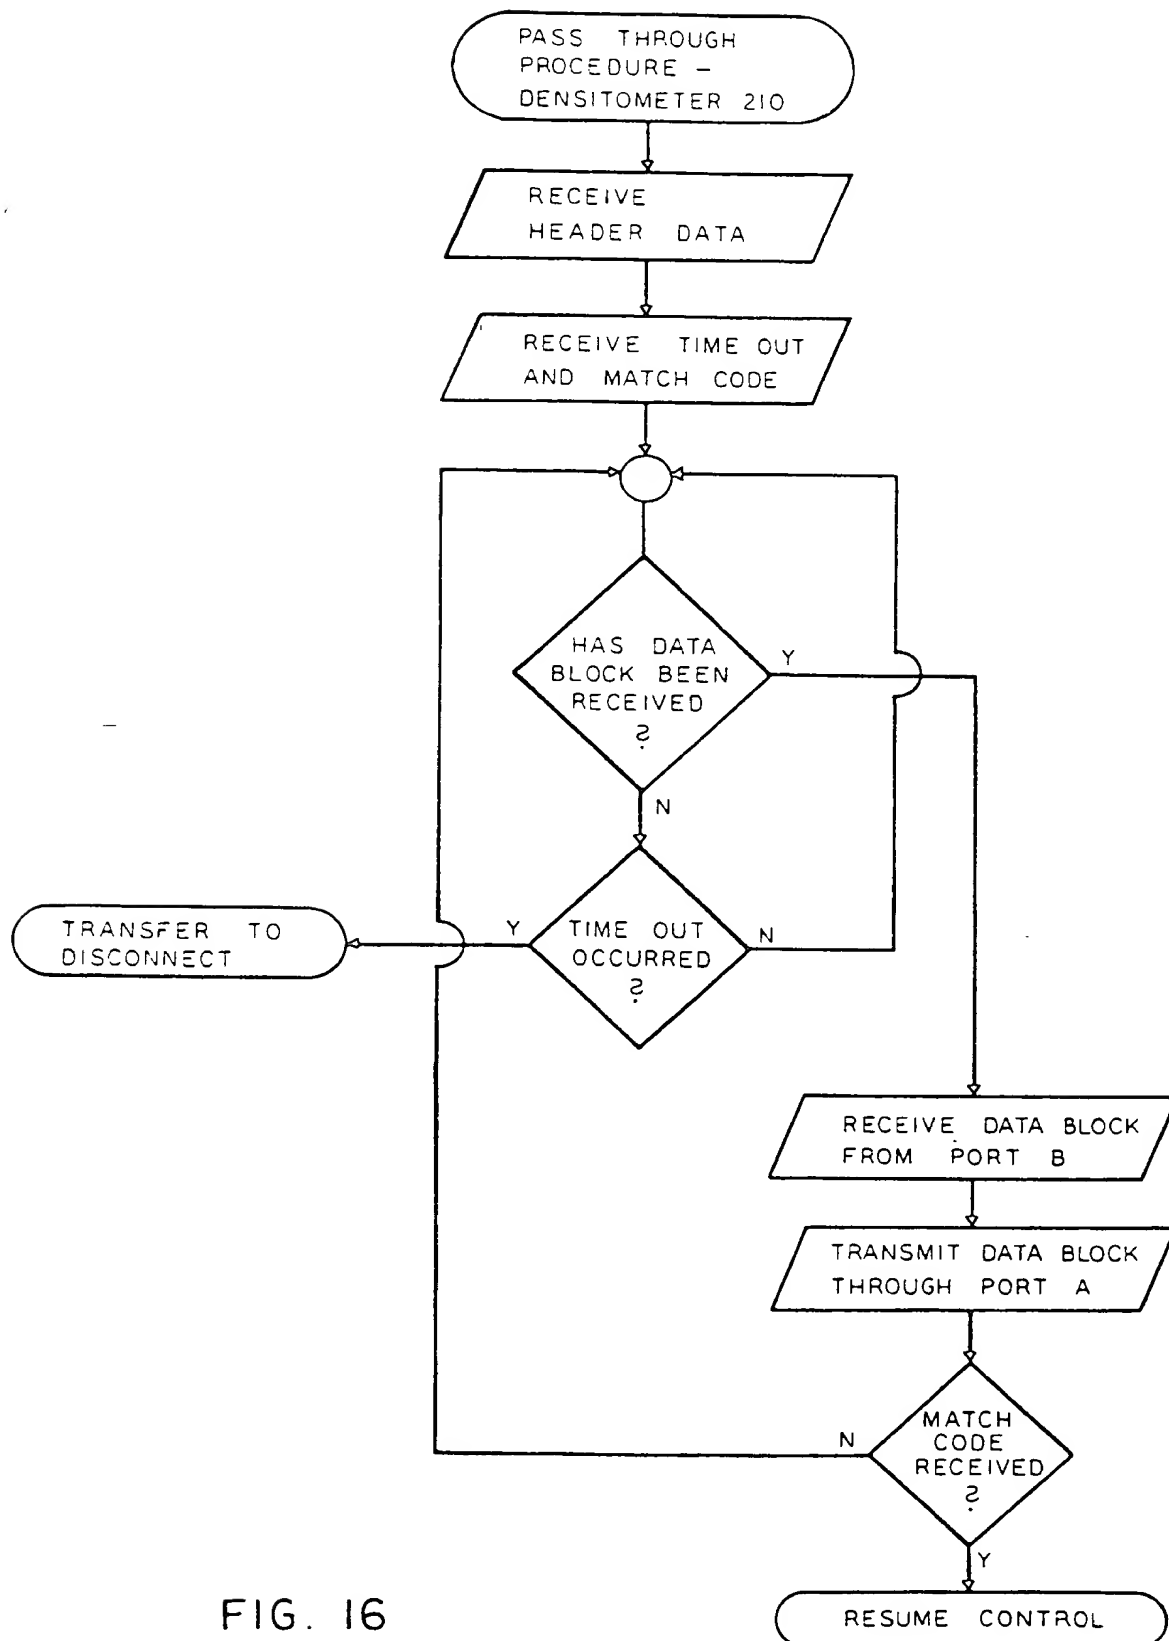 PASS THROUGH
PROCEDURE -
DENSITOMETER 210
RECEIVE
HEADER DATA
RECEIVE TIME OUT
AND MATCH CODE
HAS DATA
BLOCK BEEN
RECEIVED
?
Y
N
TIME OUT
OCCURRED
?
Y
N
TRANSFER TO
DISCONNECT
RECEIVE DATA BLOCK
FROM PORT B
TRANSMIT DATA BLOCK
THROUGH PORT A
MATCH
CODE
RECEIVED
?
N
Y
RESUME CONTROL
FIG. 16